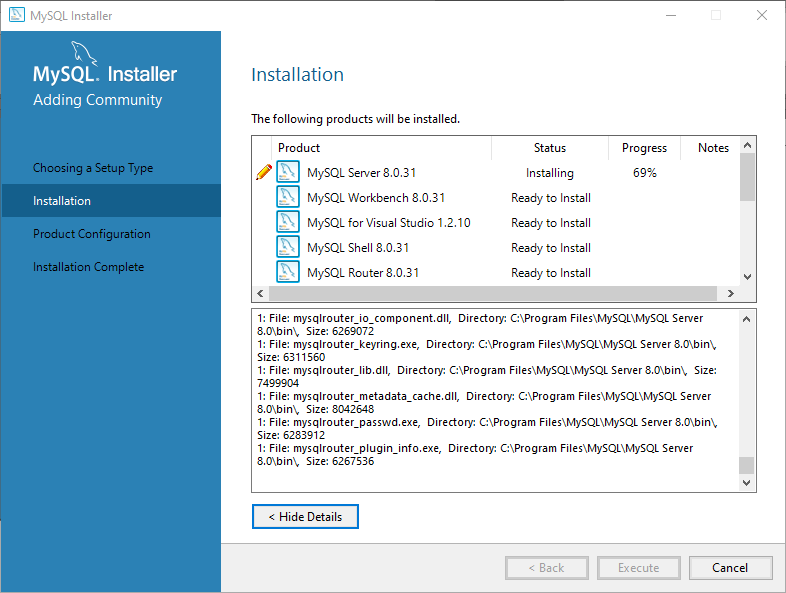 MySQL Installer
MySQL. Installer
Adding Community
Choosing a Setup Type
Installation
Product Configuration
Installation Complete
Installation
The following products will be installed.
Product Status Progress Notes
MySQL Server 8.0.31 Installing 69%
MySQL Workbench 8.0.31 Ready to Install
MySQL for Visual Studio 1.2.10 Ready to Install
MySQL Shell 8.0.31 Ready to Install
MySQL Router 8.0.31 Ready to Install
1: File: mysqlrouter_io_component.dll,  Directory: C:\Program Files\MySQL\MySQL Server
8.0\bin\,  Size: 6269072
1: File: mysqlrouter_keyring.exe,  Directory: C:\Program Files\MySQL\MySQL Server 8.0\bin\,
Size: 6311560
1: File: mysqlrouter_lib.dll,  Directory: C:\Program Files\MySQL\MySQL Server 8.0\bin\,  Size:
7499904
1: File: mysqlrouter_metadata_cache.dll,  Directory: C:\Program Files\MySQL\MySQL Server
8.0\bin\,  Size: 8042648
1: File: mysqlrouter_passwd.exe,  Directory: C:\Program Files\MySQL\MySQL Server 8.0\bin\,
Size: 6283912
1: File: mysqlrouter_plugin_info.exe,  Directory: C:\Program Files\MySQL\MySQL Server
8.0\bin\,  Size: 6267536
< Hide Details
< Back Execute Cancel